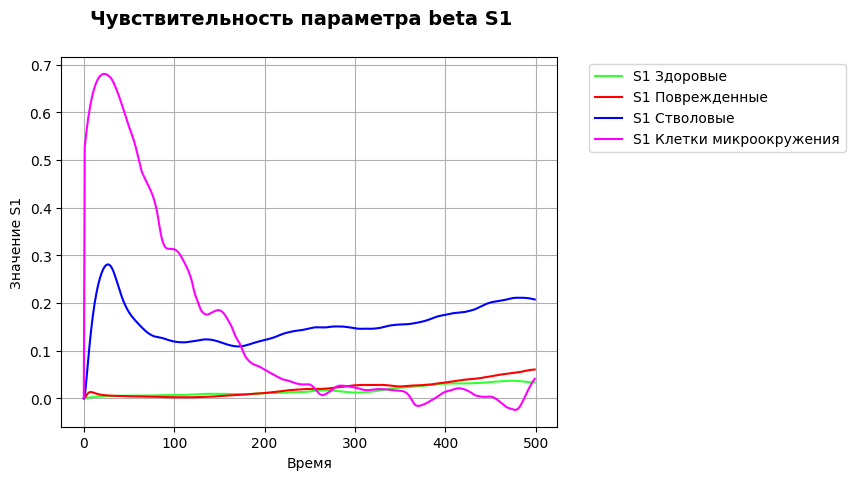 Чувствительность параметра beta S1
S1 Здоровые
S1 Поврежденные
S1 Стволовые
S1 Клетки микроокружения
Значение S1
0.7
0.6
0.5
0.4
0.3
0.2
0.1
0.0
0 100 200 300 400 500
Время